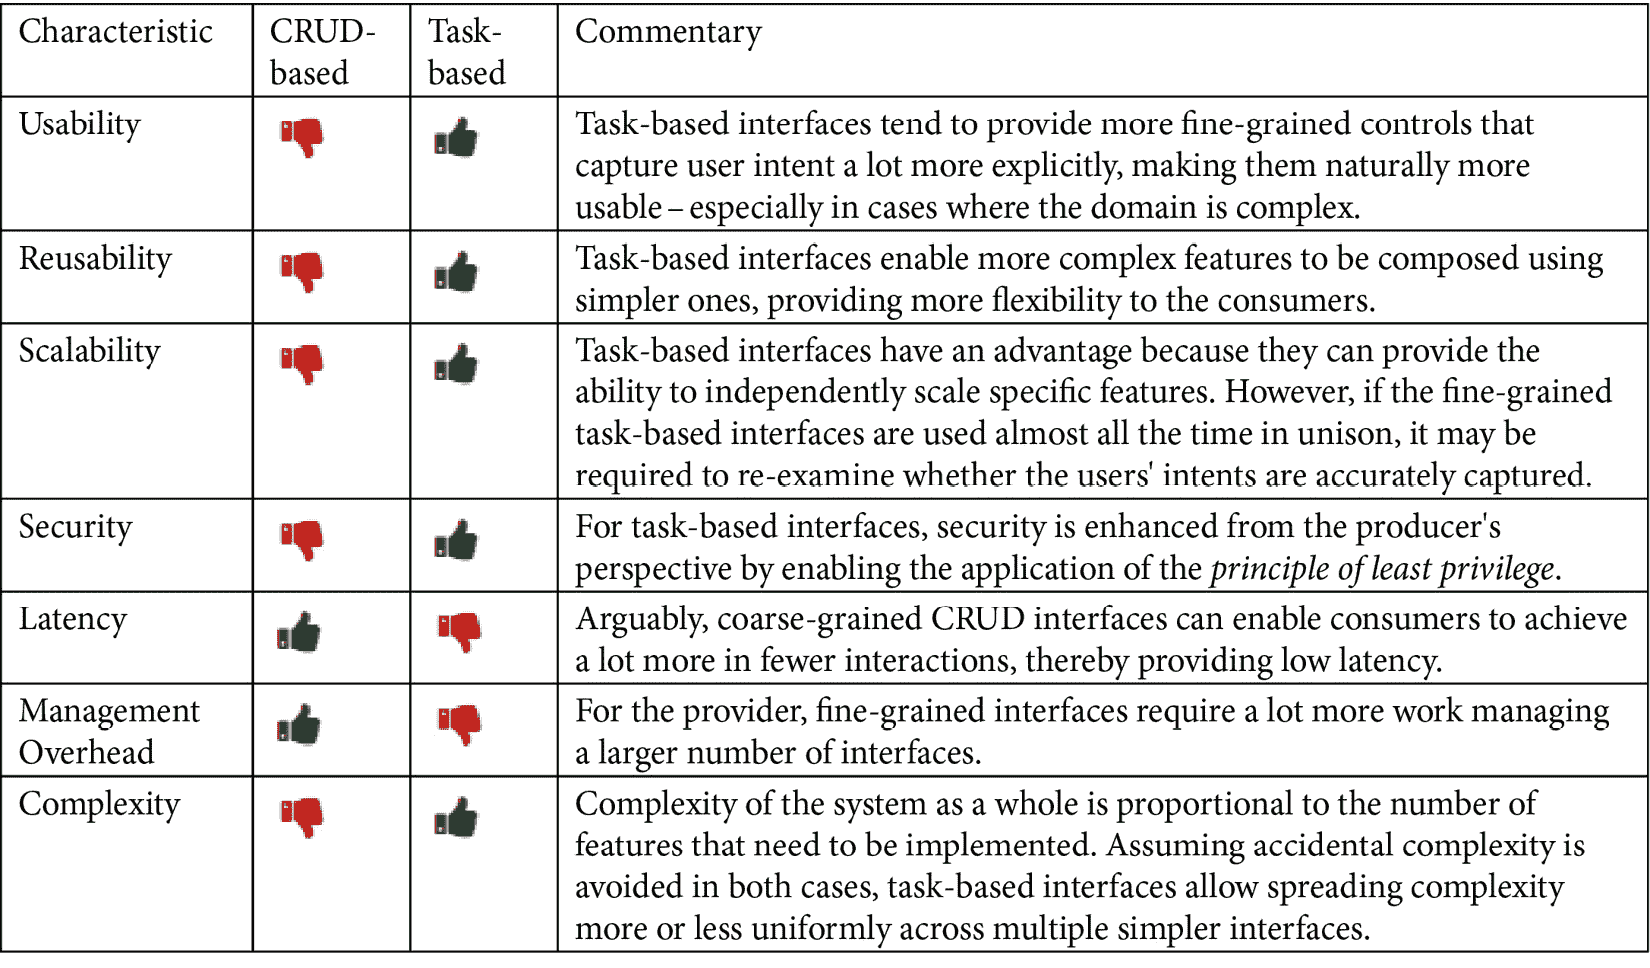 Characteristic
CRUD-
based
Task-
based
Commentary
Usability
Task-based interfaces tend to provide more fine-grained controls that
capture user intent a lot more explicitly, making them naturally more
usable – especially in cases where the domain is complex.
Reusability
Task-based interfaces enable more complex features to be composed using
simpler ones, providing more flexibility to the consumers.
Scalability
Task-based interfaces have an advantage because they can provide the
ability to independently scale specific features. However, if the fine-grained
task-based interfaces are used almost all the time in unison, it may be
required to re-examine whether the users' intents are accurately captured.
Security
For task-based interfaces, security is enhanced from the producer's
perspective by enabling the application of the principle of least privilege.
Latency
Arguably, coarse-grained CRUD interfaces can enable consumers to achieve
a lot more in fewer interactions, thereby providing low latency.
Management
Overhead
For the provider, fine-grained interfaces require a lot more work managing
a larger number of interfaces.
Complexity
Complexity of the system as a whole is proportional to the number of
features that need to be implemented. Assuming accidental complexity is
avoided in both cases, task-based interfaces allow spreading complexity
more or less uniformly across multiple simpler interfaces.